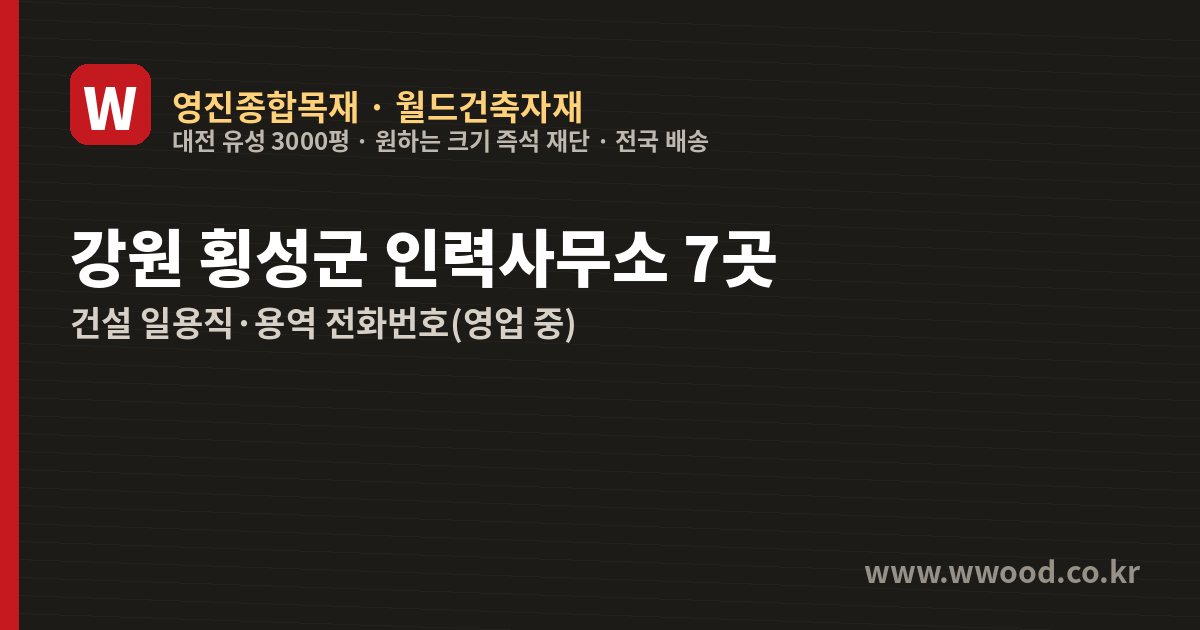 W
영진종합목재 · 월드건축자재
대전 유성 3000평 · 원하는 크기 즉석 재단 · 전국 배송
강원 횡성군 인력사무소 7곳
건설 일용직·용역 전화번호(영업 중)
www.wwood.co.kr